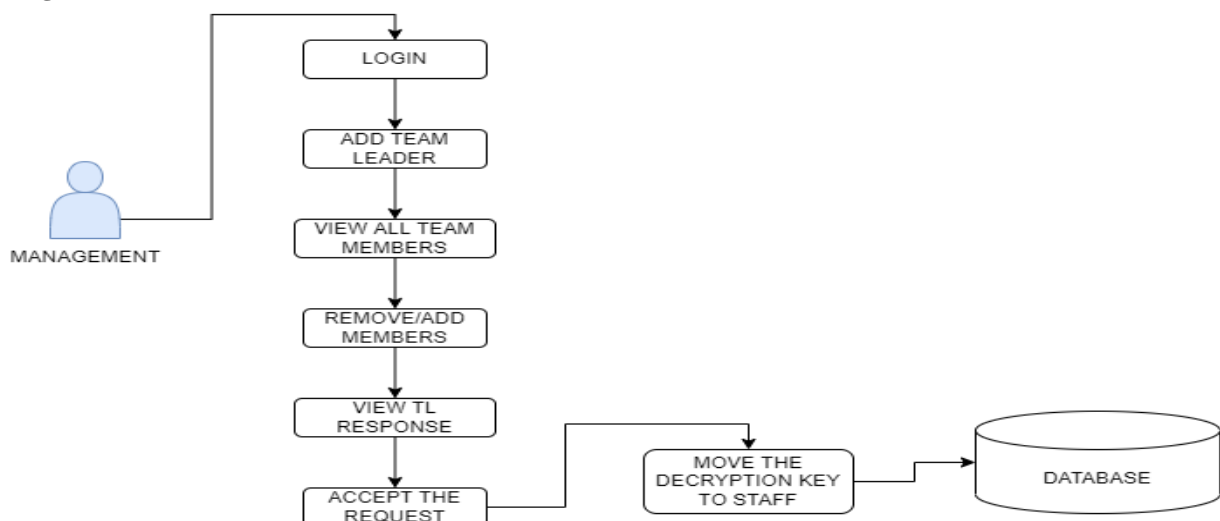 LOGIN
ADD TEAM
LEADER
VIEW ALL TEAM
MEMBERS
MANAGEMENT
REMOVE/ADD
MEMBERS
VIEW TL
RESPONSE
ACCEPT THE
REQUEST
MOVE THE
DECRYPTION KEY
TO STAFF
DATABASE